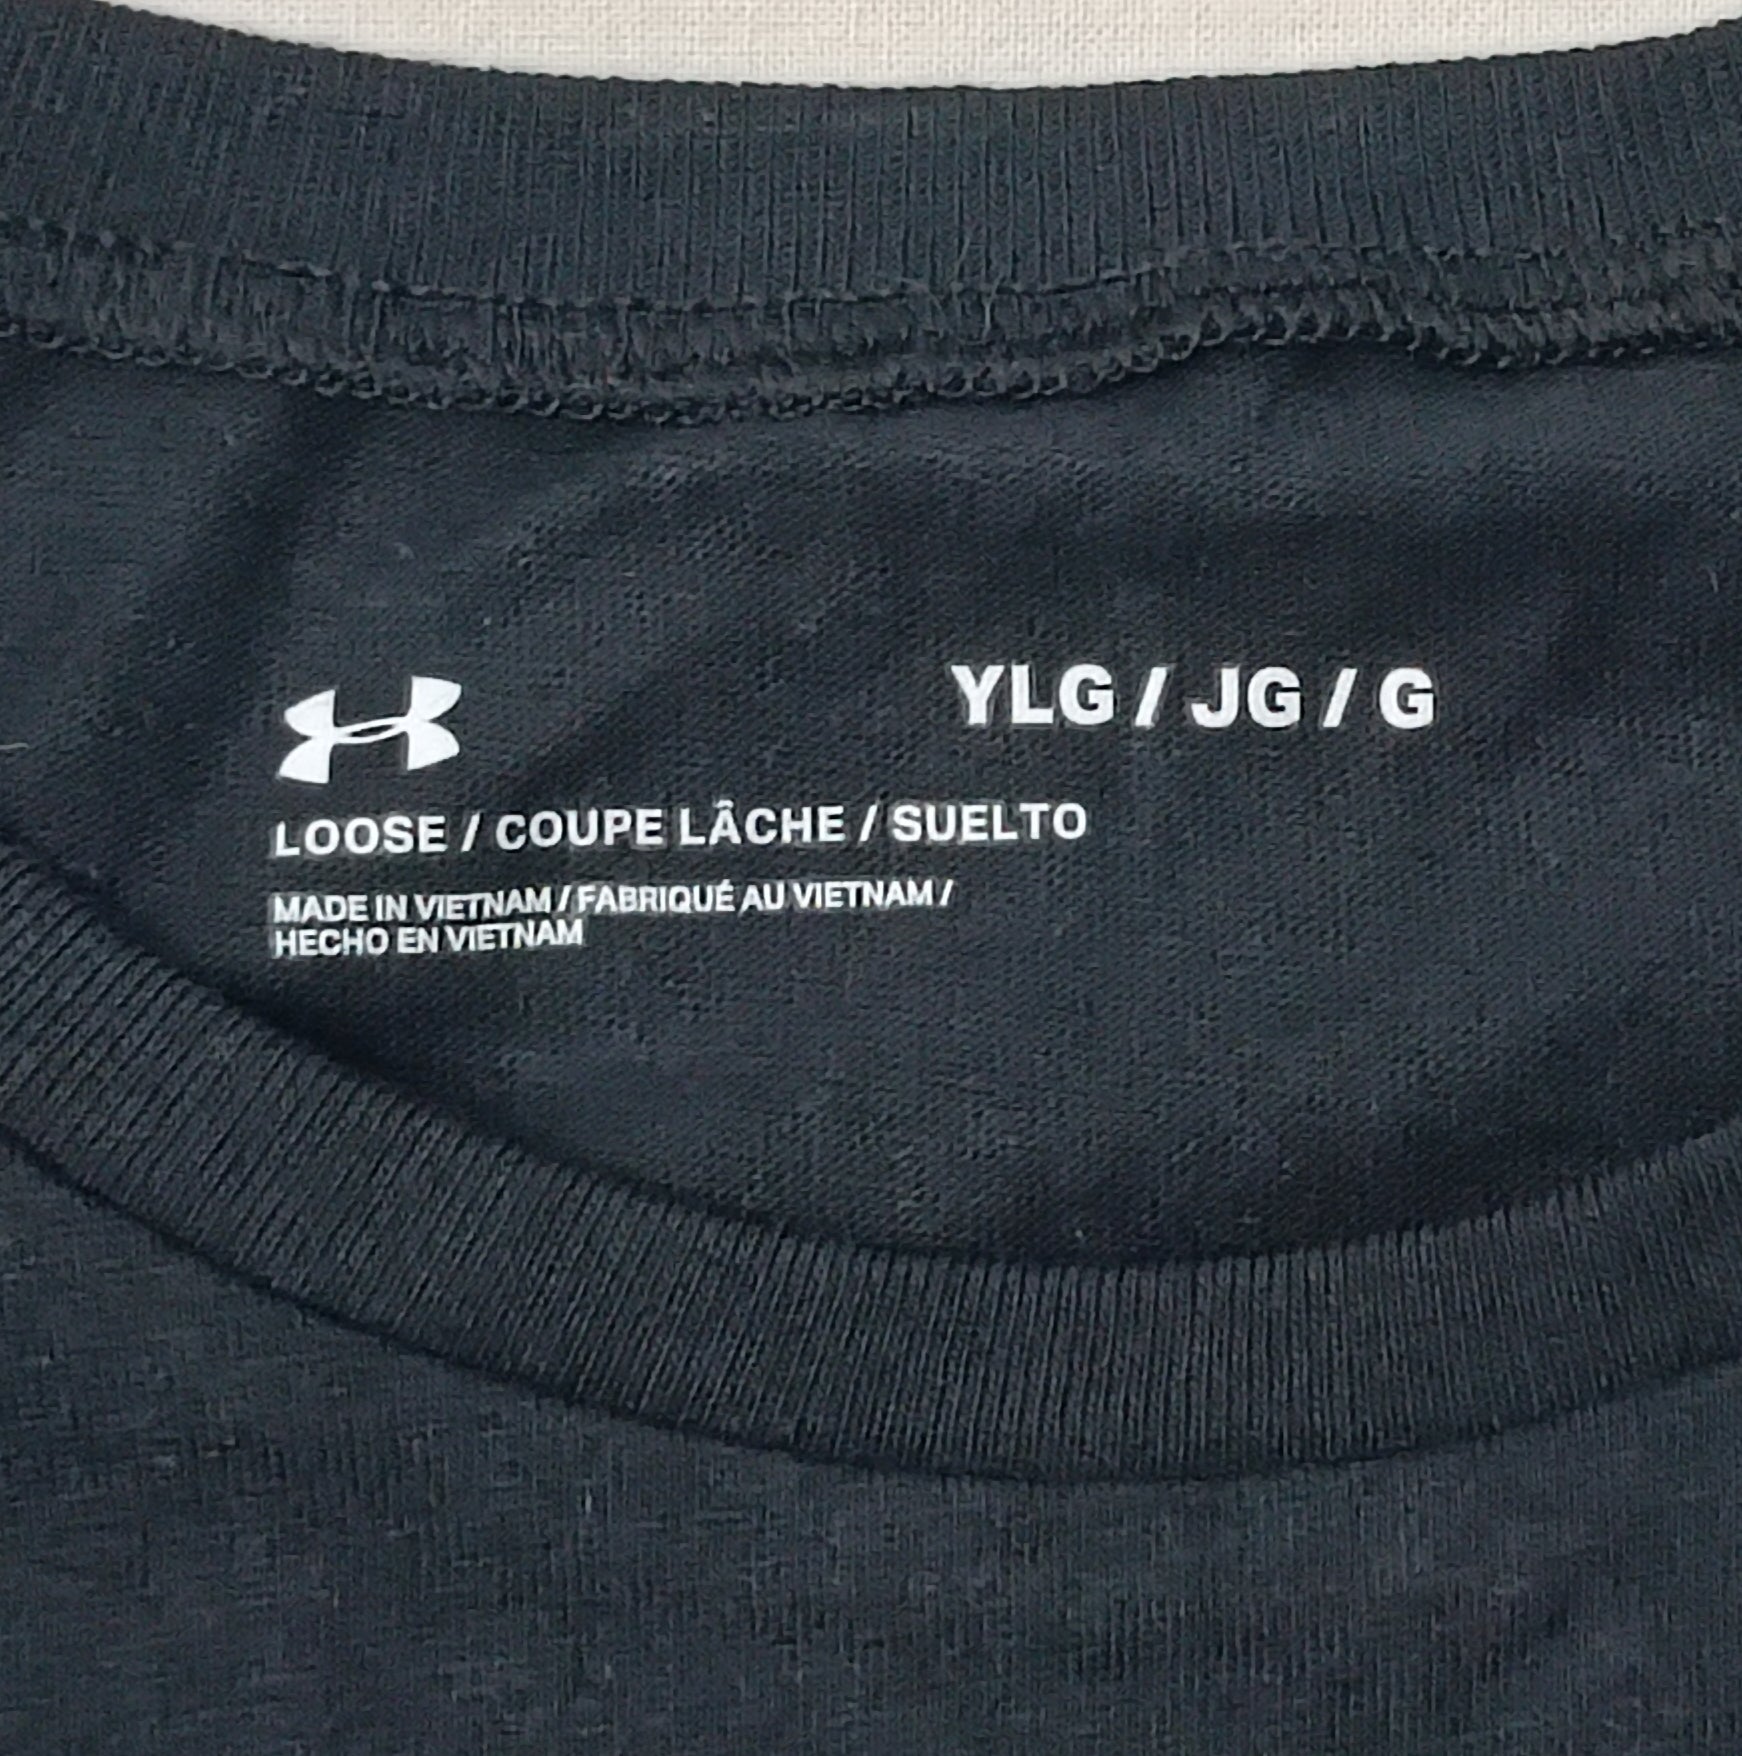 YLG / JG / G
LOOSE / COUPE LÂCHE / SUELTO
MADE IN VIETNAM / FABRIQUÉ AU VIETNAM /
HECHO EN VIETNAM